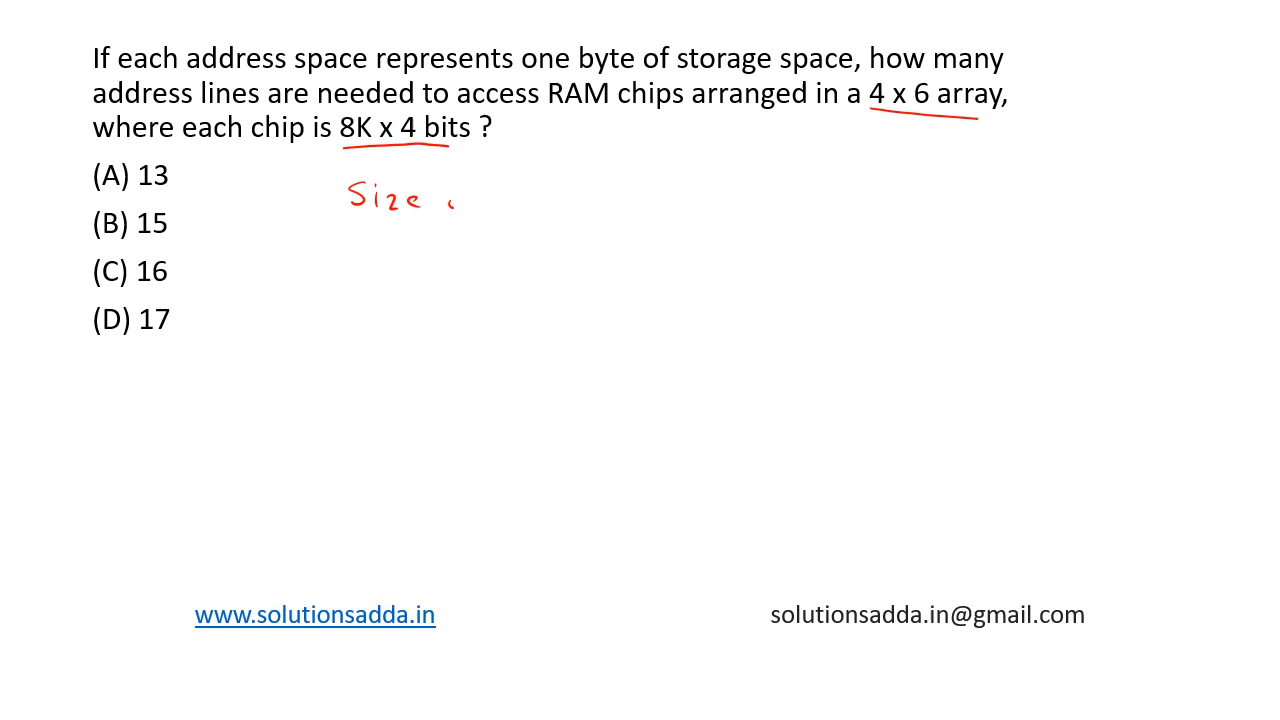 If each address space represents one byte of storage space, how many
address lines are needed to access RAM chips arranged in a 4 x 6 array,
where each chip is 8K x 4 bits ?
(A) 13
Size
(B) 15
(C) 16
(D) 17
www.solutionsadda.in
solutionsadda.in@gmail.com